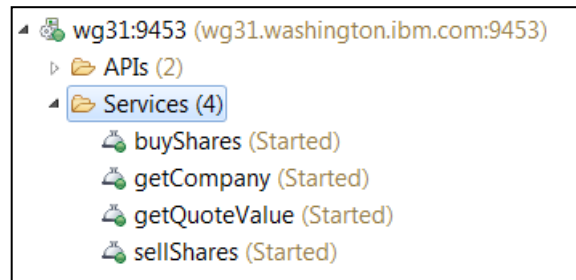 wg31:9453 (wg31.washington.ibm.com:9453)
APIs (2)
Services (4)
buyShares (Started)
getCompany (Started)
getQuoteValue (Started)
sellShares (Started)